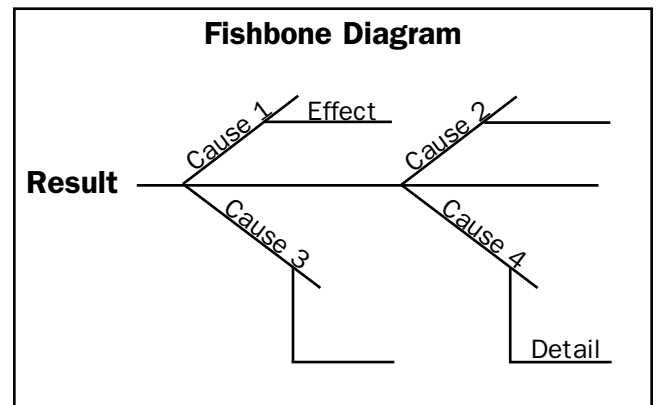 Fishbone Diagram
Cause 1
Effect
Cause 2
Result
Cause 3
Cause 4
Detail